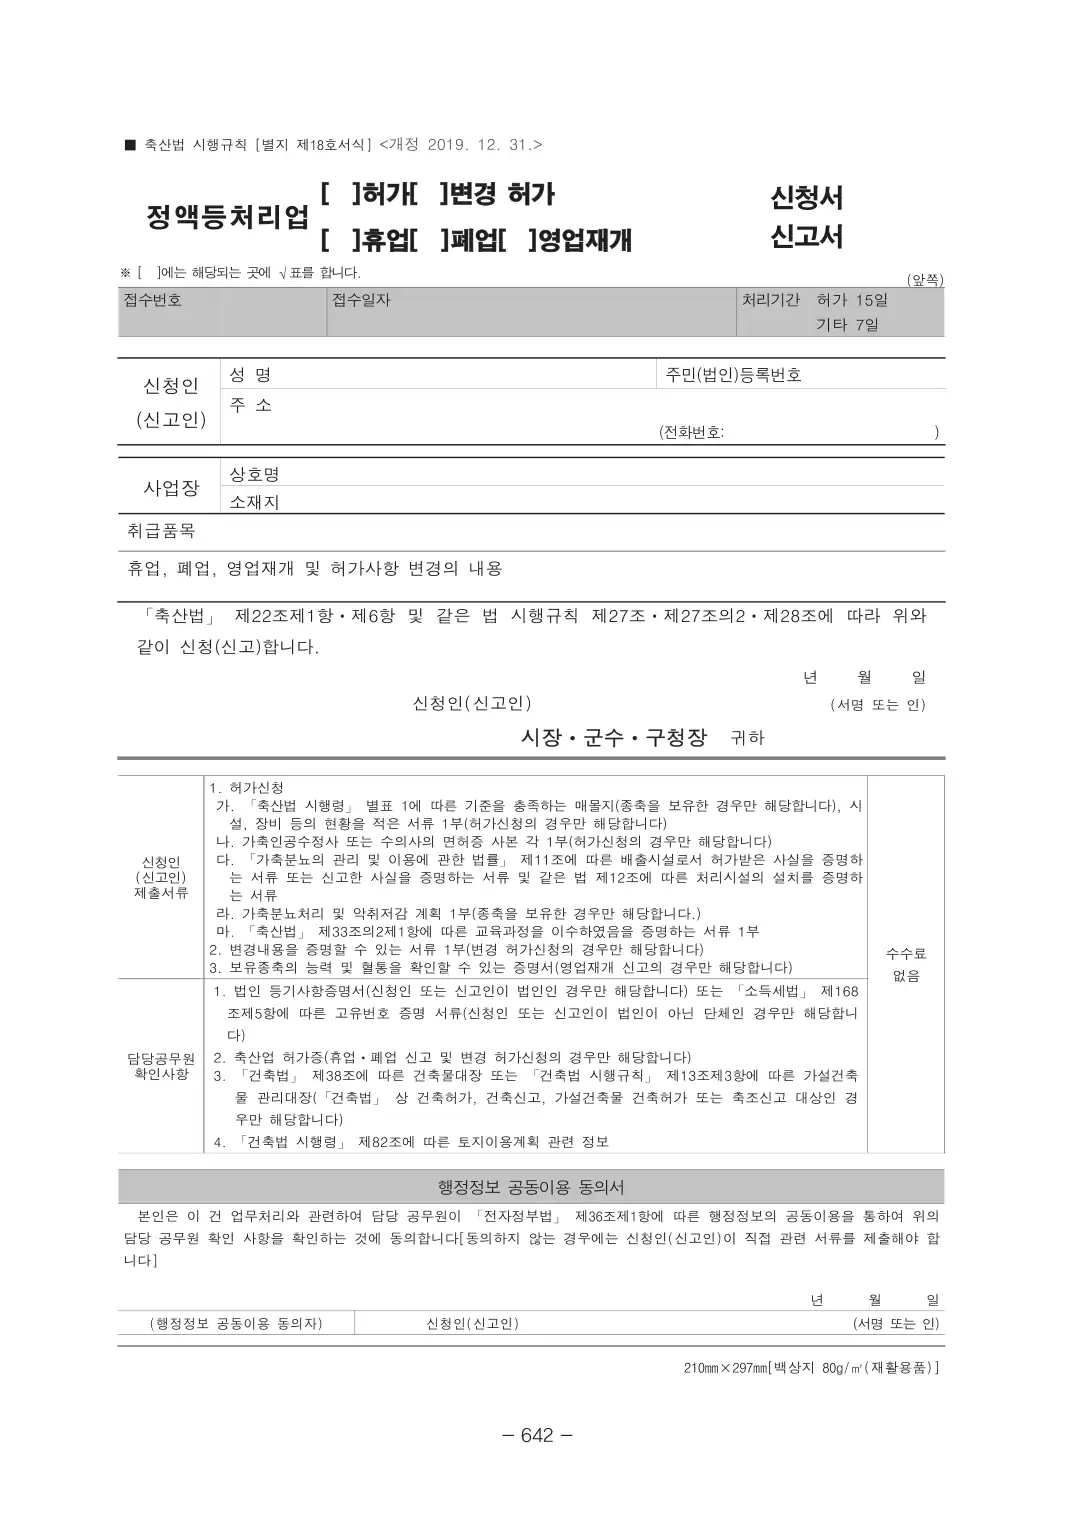 ■ 축산법 시행규칙 [별지 제18호서식] <개정 2019. 12. 31.>
정액등처리업
[  ]허가[  ]변경 허가 신청서
[  ]휴업[  ]폐업[  ]영업재개 신고서
※ [  ]에는 해당되는 곳에 √표를 합니다.
(앞쪽)
접수번호 접수일자 처리기간 허가 15일
기타 7일
신청인
(신고인)
성 명 주민(법인)등록번호
주 소
(전화번호: )
사업장
상호명
소재지
취급품목
휴업, 폐업, 영업재개 및 허가사항 변경의 내용
「축산법」 제22조제1항·제6항 및 같은 법 시행규칙 제27조·제27조의2·제28조에 따라 위와
같이 신청(신고)합니다.
년 월 일
신청인(신고인) (서명 또는 인)
시장·군수·구청장 귀하
신청인
(신고인)
제출서류
1. 허가신청
가. 「축산법 시행령」 별표 1에 따른 기준을 충족하는 매몰지(종축을 보유한 경우만 해당합니다), 시
설, 장비 등의 현황을 적은 서류 1부(허가신청의 경우만 해당합니다)
나. 가축인공수정사 또는 수의사의 면허증 사본 각 1부(허가신청의 경우만 해당합니다)
다. 「가축분뇨의 관리 및 이용에 관한 법률」 제11조에 따른 배출시설로서 허가받은 사실을 증명하
는 서류 또는 신고한 사실을 증명하는 서류 및 같은 법 제12조에 따른 처리시설의 설치를 증명하
는 서류
라. 가축분뇨처리 및 악취저감 계획 1부(종축을 보유한 경우만 해당합니다.)
마. 「축산법」 제33조의2제1항에 따른 교육과정을 이수하였음을 증명하는 서류 1부
2. 변경내용을 증명할 수 있는 서류 1부(변경 허가신청의 경우만 해당합니다)
3. 보유종축의 능력 및 혈통을 확인할 수 있는 증명서(영업재개 신고의 경우만 해당합니다)
수수료
없음
담당공무원
확인사항
1. 법인 등기사항증명서(신청인 또는 신고인이 법인인 경우만 해당합니다) 또는 「소득세법」 제168
조제5항에 따른 고유번호 증명 서류(신청인 또는 신고인이 법인이 아닌 단체인 경우만 해당합니
다)
2. 축산업 허가증(휴업·폐업 신고 및 변경 허가신청의 경우만 해당합니다)
3. 「건축법」 제38조에 따른 건축물대장 또는 「건축법 시행규칙」 제13조제3항에 따른 가설건축
물 관리대장(「건축법」 상 건축허가, 건축신고, 가설건축물 건축허가 또는 축조신고 대상인 경
우만 해당합니다)
4. 「건축법 시행령」 제82조에 따른 토지이용계획 관련 정보
행정정보 공동이용 동의서
본인은 이 건 업무처리와 관련하여 담당 공무원이 「전자정부법」 제36조제1항에 따른 행정정보의 공동이용을 통하여 위의
담당 공무원 확인 사항을 확인하는 것에 동의합니다[동의하지 않는 경우에는 신청인(신고인)이 직접 관련 서류를 제출해야 합
니다]
년 월 일
(행정정보 공동이용 동의자) 신청인(신고인) (서명 또는 인)
210㎜×297㎜[백상지 80g/㎡(재활용품)]
- 642 -